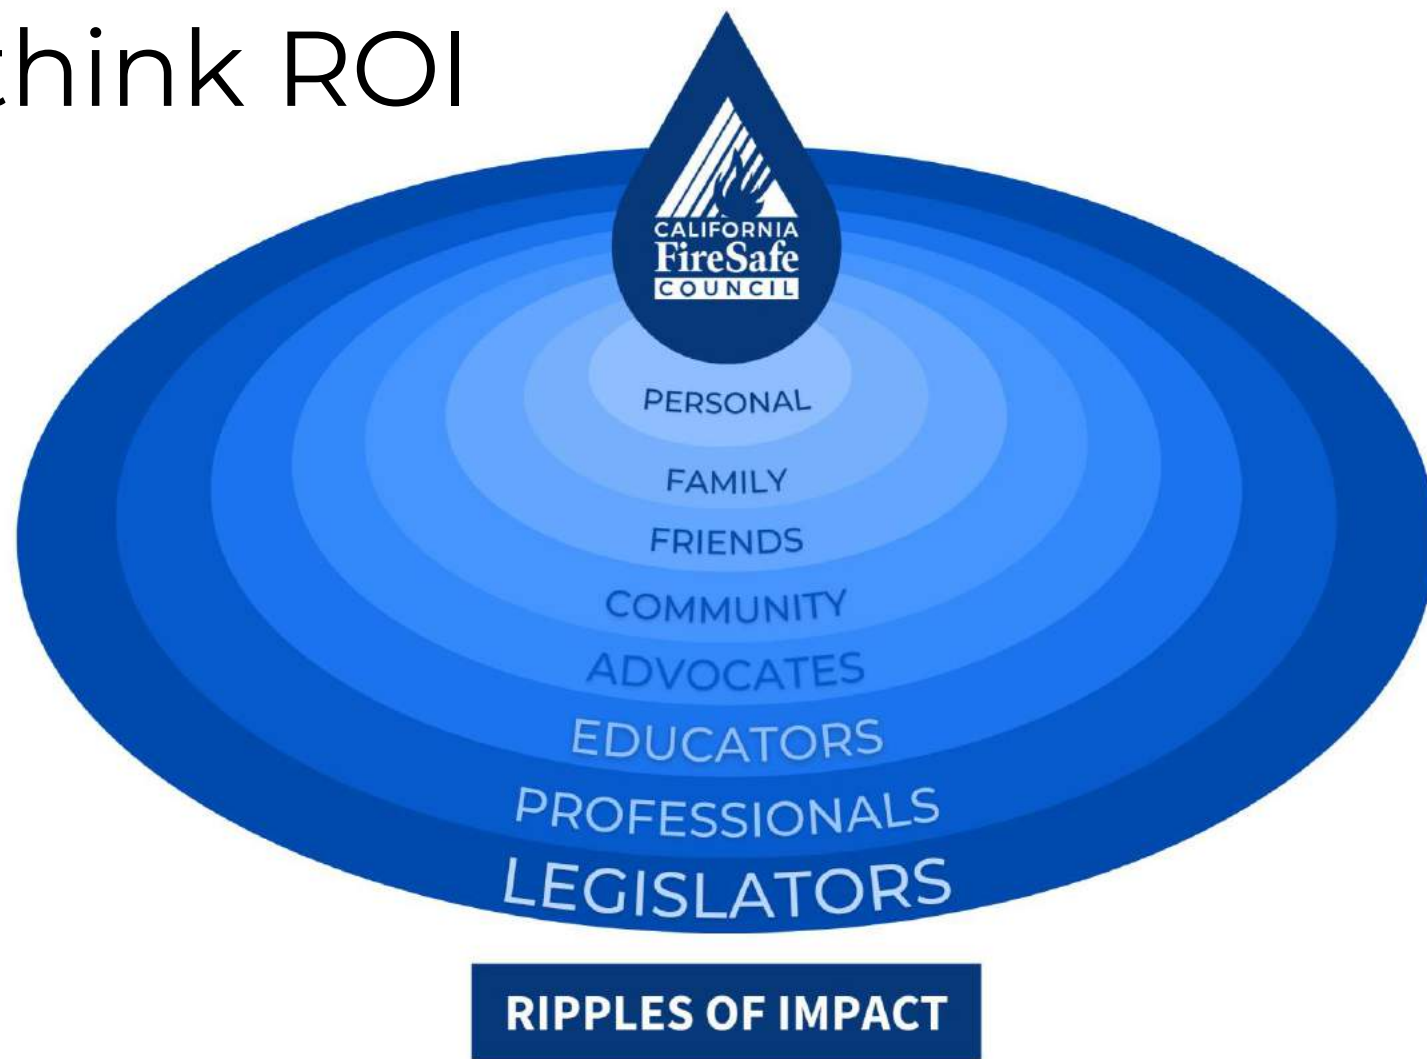 think ROI
CALIFORNIA
FireSafe
COUNCIL
PERSONAL
FAMILY
FRIENDS
COMMUNITY
ADVOCATES
EDUCATORS
PROFESSIONALS
LEGISLATORS
RIPPLES OF IMPACT